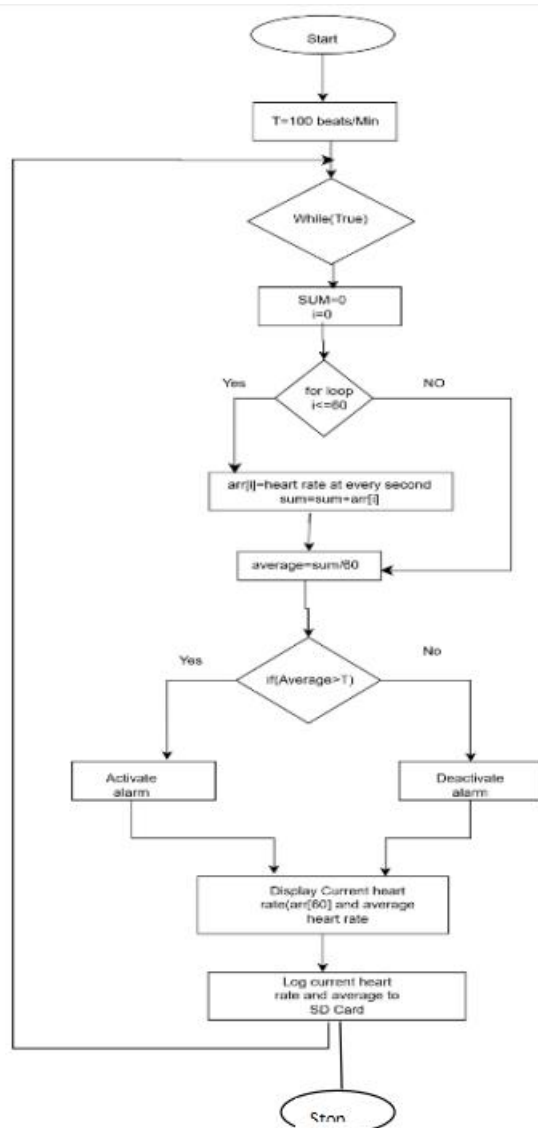 Start
T=100 beats/Min
While(True)
SUM=0
i=0
for loop
i<=60
Yes
NO
arr[i]=heart rate at every second
sum=sum+arr[i]
average=sum/60
if(Average>T)
Yes
No
Activate
alarm
Deactivate
alarm
Display Current heart
rate(arr[60] and average
heart rate
Log current heart
rate and average to
SD Card
Stop